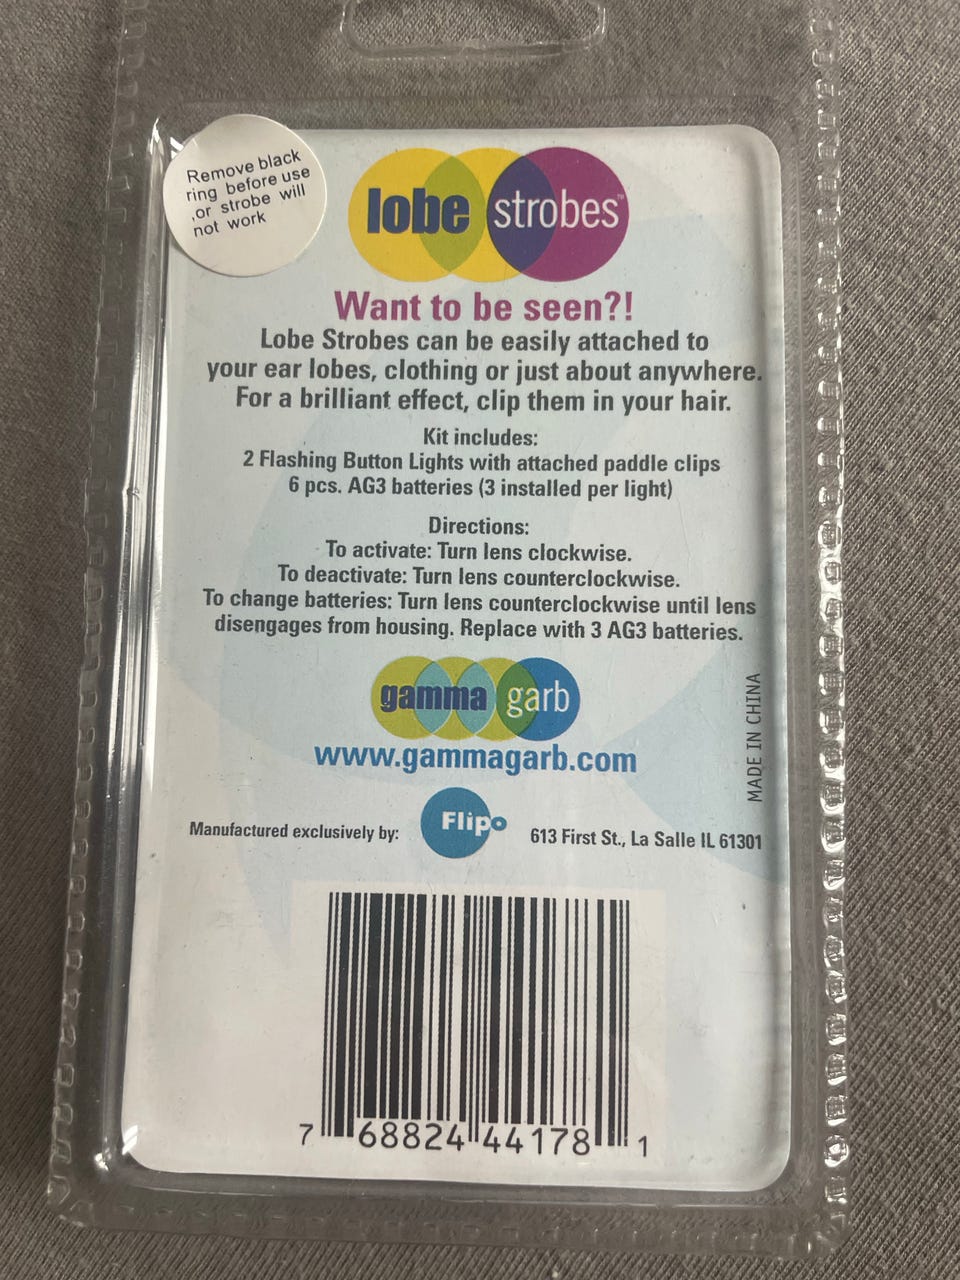 Remove black
ring before use
,or strobe will
not work
lobe strobes™
Want to be seen?!
Lobe Strobes can be easily attached to
your ear lobes, clothing or just about anywhere.
For a brilliant effect, clip them in your hair.
Kit includes:
2 Flashing Button Lights with attached paddle clips
6 pcs. AG3 batteries (3 installed per light)
Directions:
To activate: Turn lens clockwise.
To deactivate: Turn lens counterclockwise.
To change batteries: Turn lens counterclockwise until lens
disengages from housing. Replace with 3 AG3 batteries.
gamma garb
www.gammagarb.com
MADE IN CHINA
Manufactured exclusively by: Flipo 613 First St., La Salle IL 61301
7 68824 44178 1